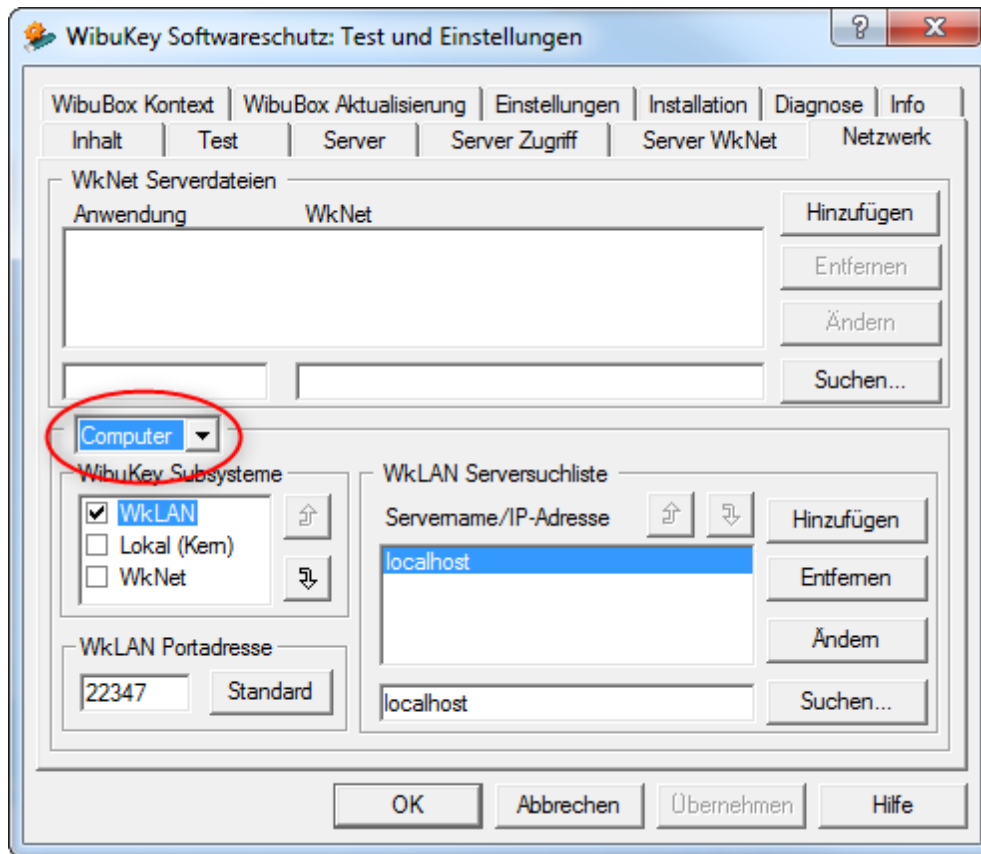 WibuKey Softwareschutz: Test und Einstellungen
WibuBox Kontext WibuBox Aktualisierung Einstellungen Installation Diagnose Info
Inhalt Test Server Server Zugriff Server WkNet Netzwerk
WkNet Serverdateien
Anwendung WkNet
Hinzufügen
Entfernen
Ändern
Suchen...
Computer
WibuKey Subsysteme
WkLAN
Lokal (Kern)
WkNet
WkLAN Portadresse
22347 Standard
WkLAN Serversuchliste
Servername/IP-Adresse
localhost
localhost
Hinzufügen
Entfernen
Ändern
Suchen...
OK Abbrechen Übernehmen Hilfe